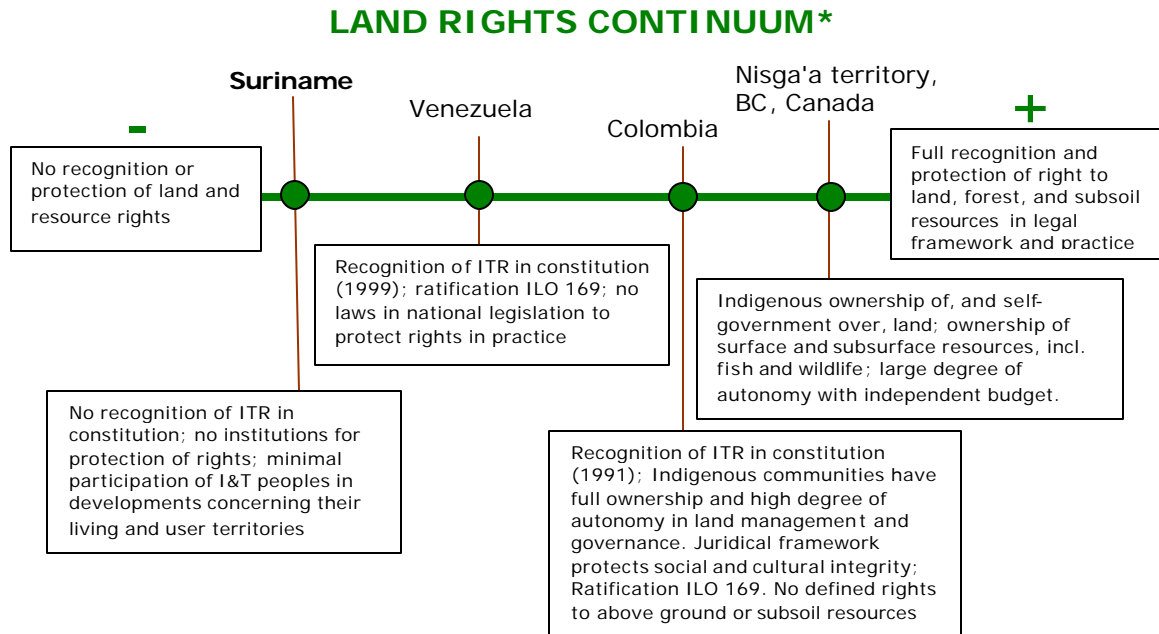 LAND RIGHTS CONTINUUM*
Suriname
Venezuela
Colombia
Nisga'a territory,
BC, Canada
-
+
No recognition or
protection of land and
resource rights
Full recognition and
protection of right to
land, forest, and subsoil
resources in legal
framework and practice
Recognition of ITR in constitution
(1999); ratification ILO 169; no
laws in national legislation to
protect rights in practice
Indigenous ownership of, and self-
government over, land; ownership of
surface and subsurface resources, incl.
fish and wildlife; large degree of
autonomy with independent budget.
No recognition of ITR in
constitution; no institutions for
protection of rights; minimal
participation of I&T peoples in
developments concerning their
living and user territories
Recognition of ITR in constitution
(1991); Indigenous communities have
full ownership and high degree of
autonomy in land management and
governance. Juridical framework
protects social and cultural integrity;
Ratification ILO 169. No defined rights
to above ground or subsoil resources